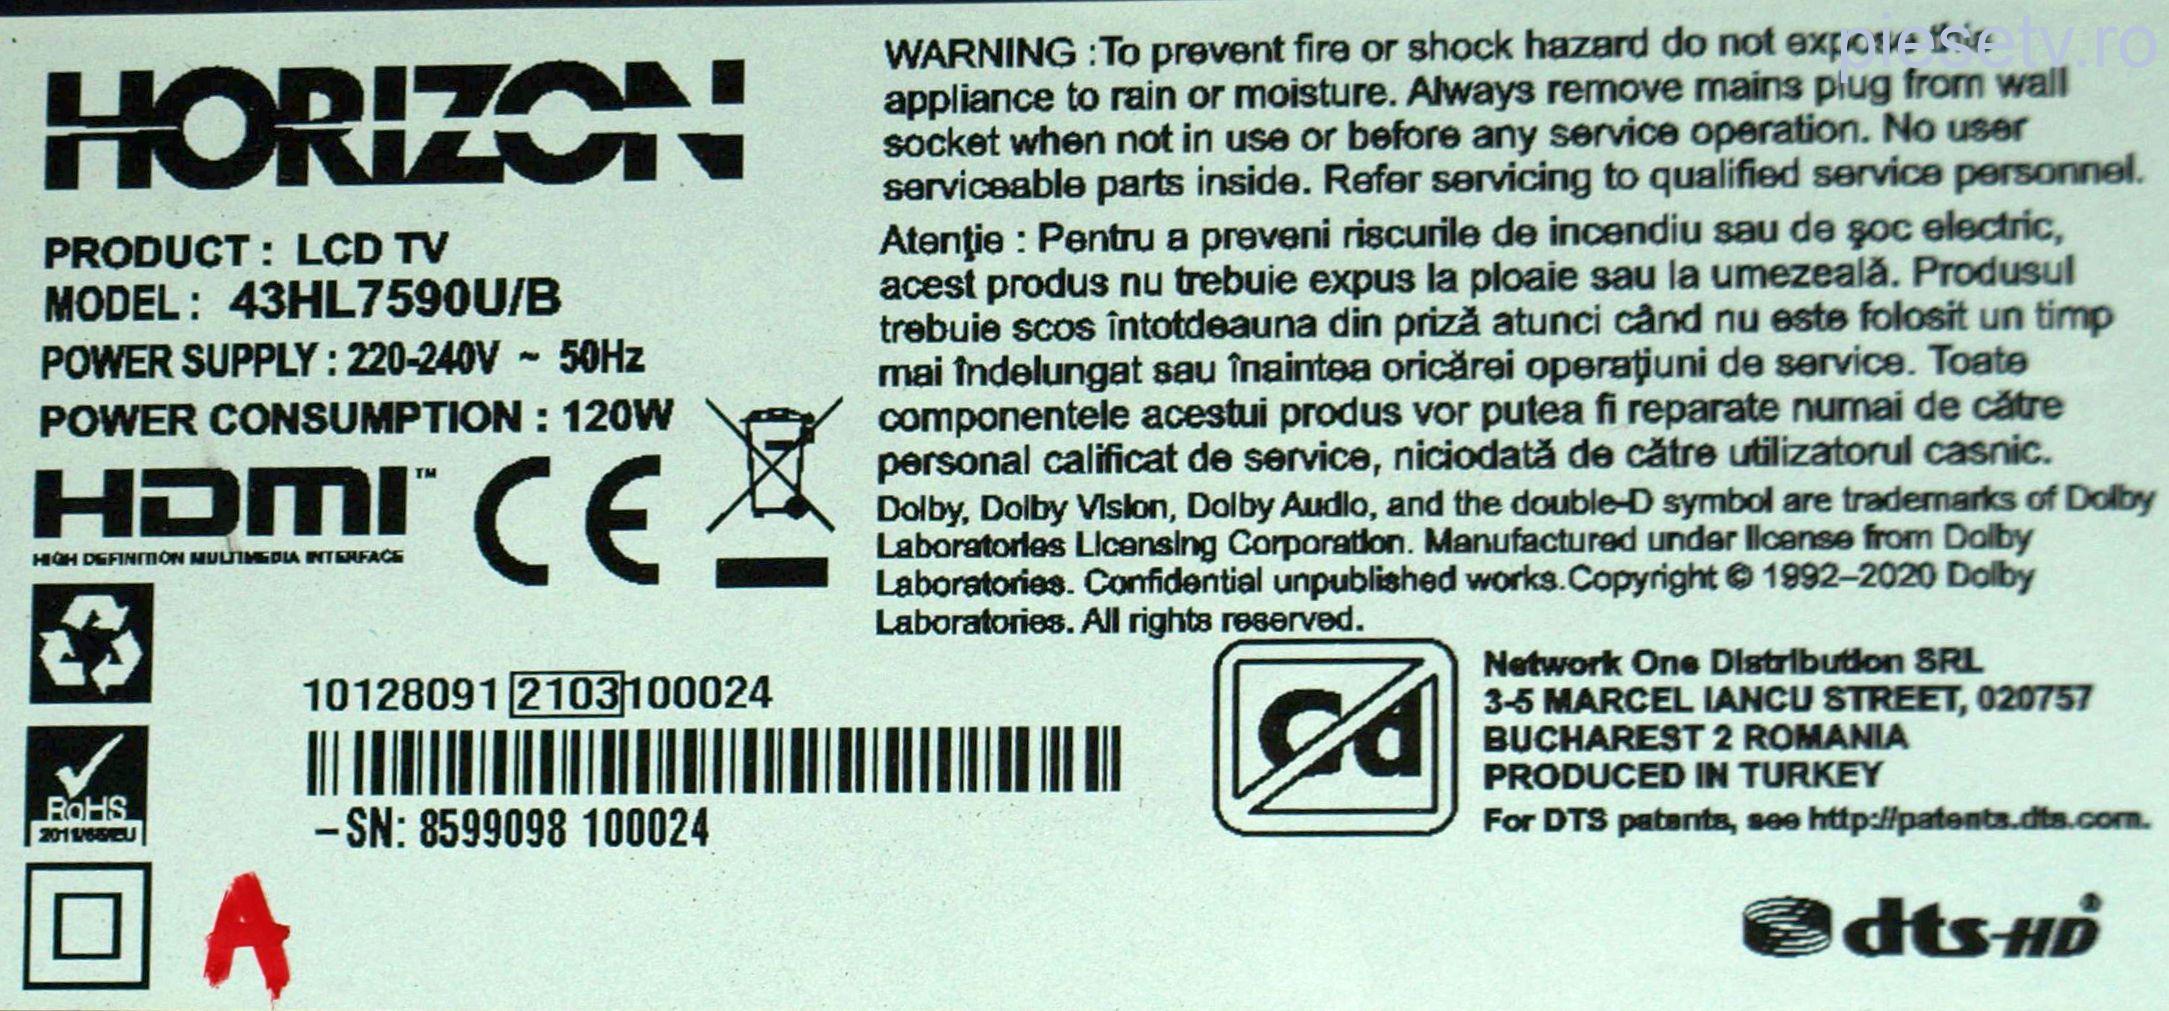 piesetv.ro
HORIZON
PRODUCT : LCD TV
MODEL : 43HL7590U/B
POWER SUPPLY : 220-240V ~ 50Hz
POWER CONSUMPTION : 120W
HDMI™
HIGH DEFINITION MULTIMEDIA INTERFACE
CE
WARNING :To prevent fire or shock hazard do not expose this
appliance to rain or moisture. Always remove mains plug from wall
socket when not in use or before any service operation. No user
serviceable parts inside. Refer servicing to qualified service personnel.
Atenţie : Pentru a preveni riscurile de incendiu sau de şoc electric,
acest produs nu trebuie expus la ploaie sau la umezeală. Produsul
trebuie scos întotdeauna din priză atunci când nu este folosit un timp
mai îndelungat sau înaintea oricărei operaţiuni de service. Toate
componentele acestui produs vor putea fi reparate numai de către
personal calificat de service, niciodată de către utilizatorul casnic.
Dolby, Dolby Vision, Dolby Audio, and the double-D symbol are trademarks of Dolby
Laboratories Licensing Corporation. Manufactured under license from Dolby
Laboratories. Confidential unpublished works.Copyright © 1992–2020 Dolby
Laboratories. All rights reserved.
10128091 2103 100024
–SN: 8599098 100024
RoHS
2011/65/EU
A
Cd
Network One Distribution SRL
3-5 MARCEL IANCU STREET, 020757
BUCHAREST 2 ROMANIA
PRODUCED IN TURKEY
For DTS patents, see http://patents.dts.com.
dts-HD®